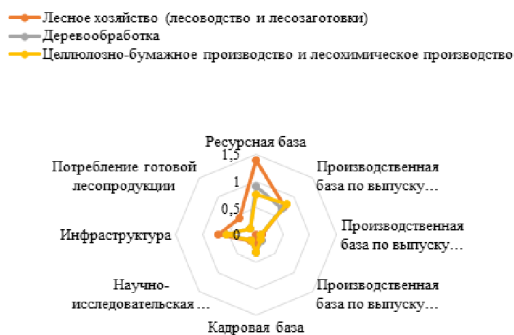 Лесное хозяйство (лесоводство и лесозаготовки)
Деревообработка
Целлюлозно-бумажное производство и лесохимическое производство
Ресурсная база
1,5
1
0,5
0
Производственная
база по выпуску…
Производственная
база по выпуску…
Производственная
база по выпуску…
Кадровая база
Научно-
исследовательская …
Инфраструктура
Потребление готовой
лесопродукции